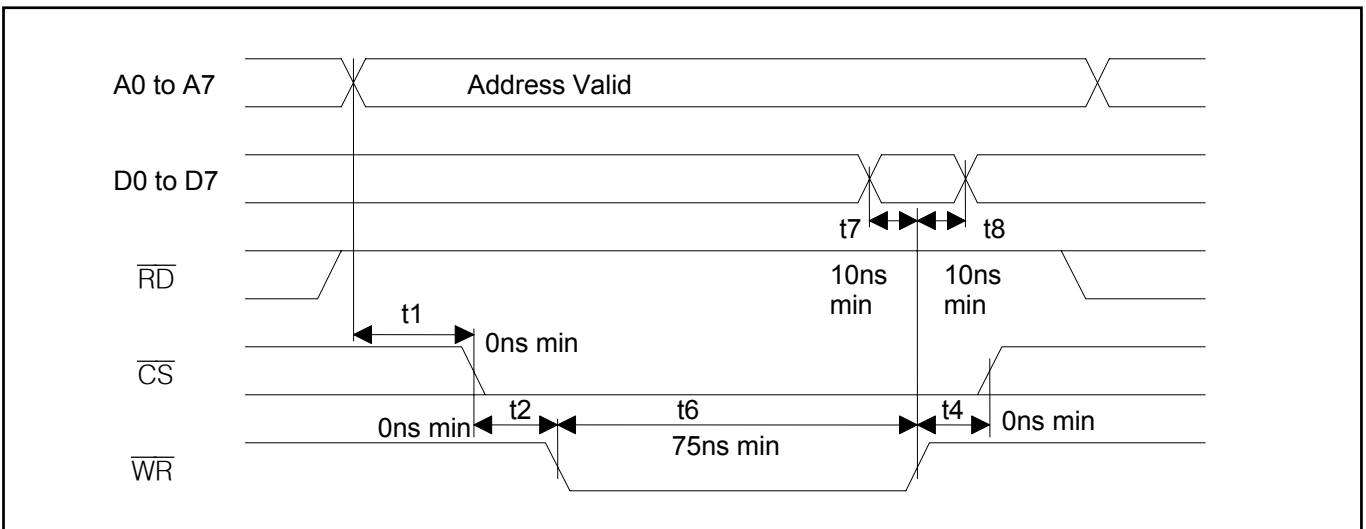 A0 to A7
Address Valid
D0 to D7
t7
t8
RD
10ns
min
10ns
min
t1
0ns min
CS
t2
t6
t4
0ns min
0ns min
75ns min
WR